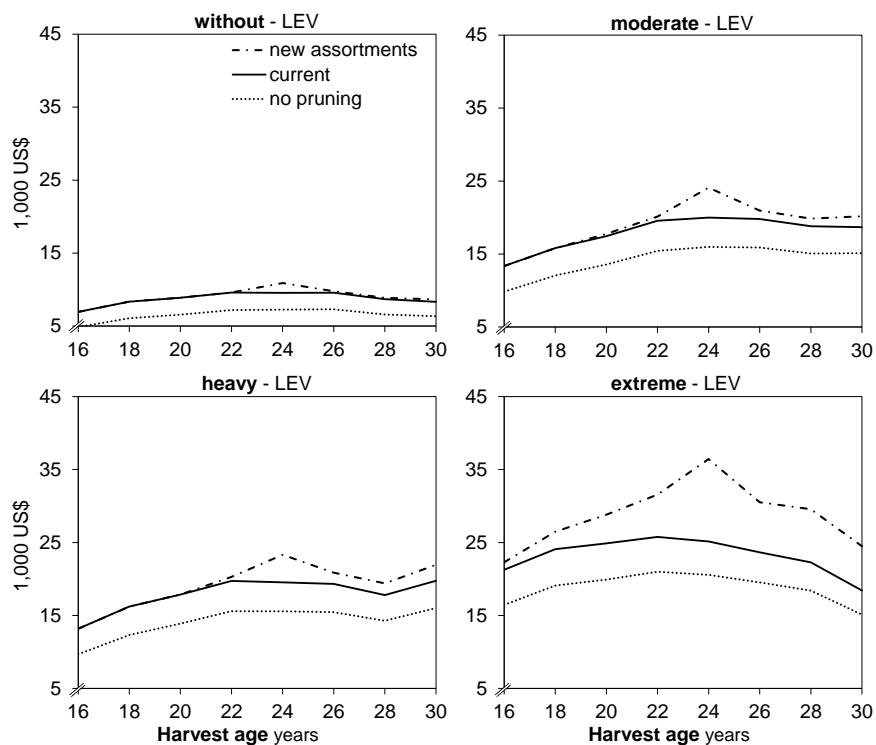 without - LEV
45
35
25
15
5
1,000 US$
new assortments
current
no pruning
16 18 20 22 24 26 28 30
moderate - LEV
45
35
25
15
5
16 18 20 22 24 26 28 30
heavy - LEV
45
35
25
15
5
1,000 US$
16 18 20 22 24 26 28 30
Harvest age years
extreme - LEV
45
35
25
15
5
16 18 20 22 24 26 28 30
Harvest age years